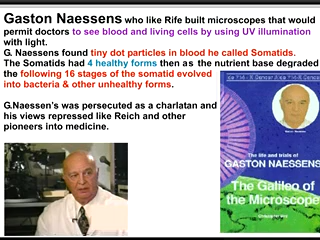 Gaston Naessens who like Rife built microscopes that would
permit doctors to see blood and living cells by using UV illumination
with light.
G. Naessens found tiny dot particles in blood he called Somatids.
The Somatids had 4 healthy forms then as the nutrient base degraded
the following 16 stages of the somatid evolved
into bacteria & other unhealthy forms.
G.Naessen's was persecuted as a charlatan and
his views repressed like Reich and other
pioneers into medicine.
The life and trials of
GASTON NAESSENS
The Galileo of
the Microscope